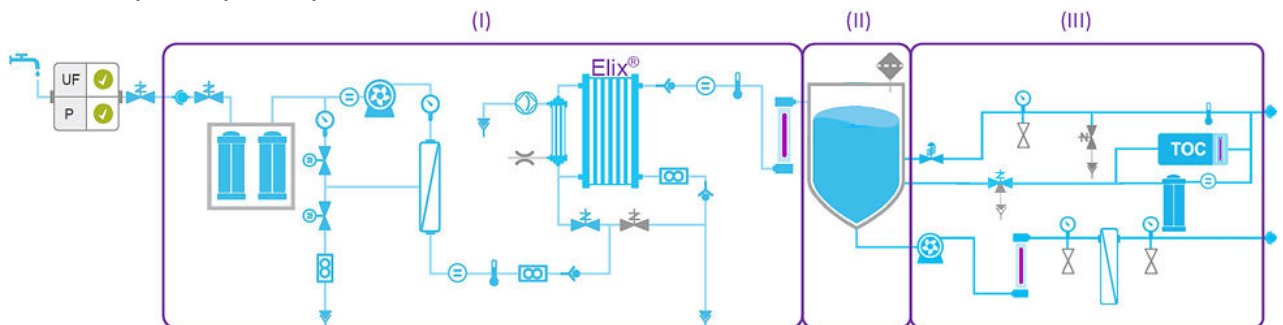 (I)
(II)
(III)
UF
P
Elix®
TOC